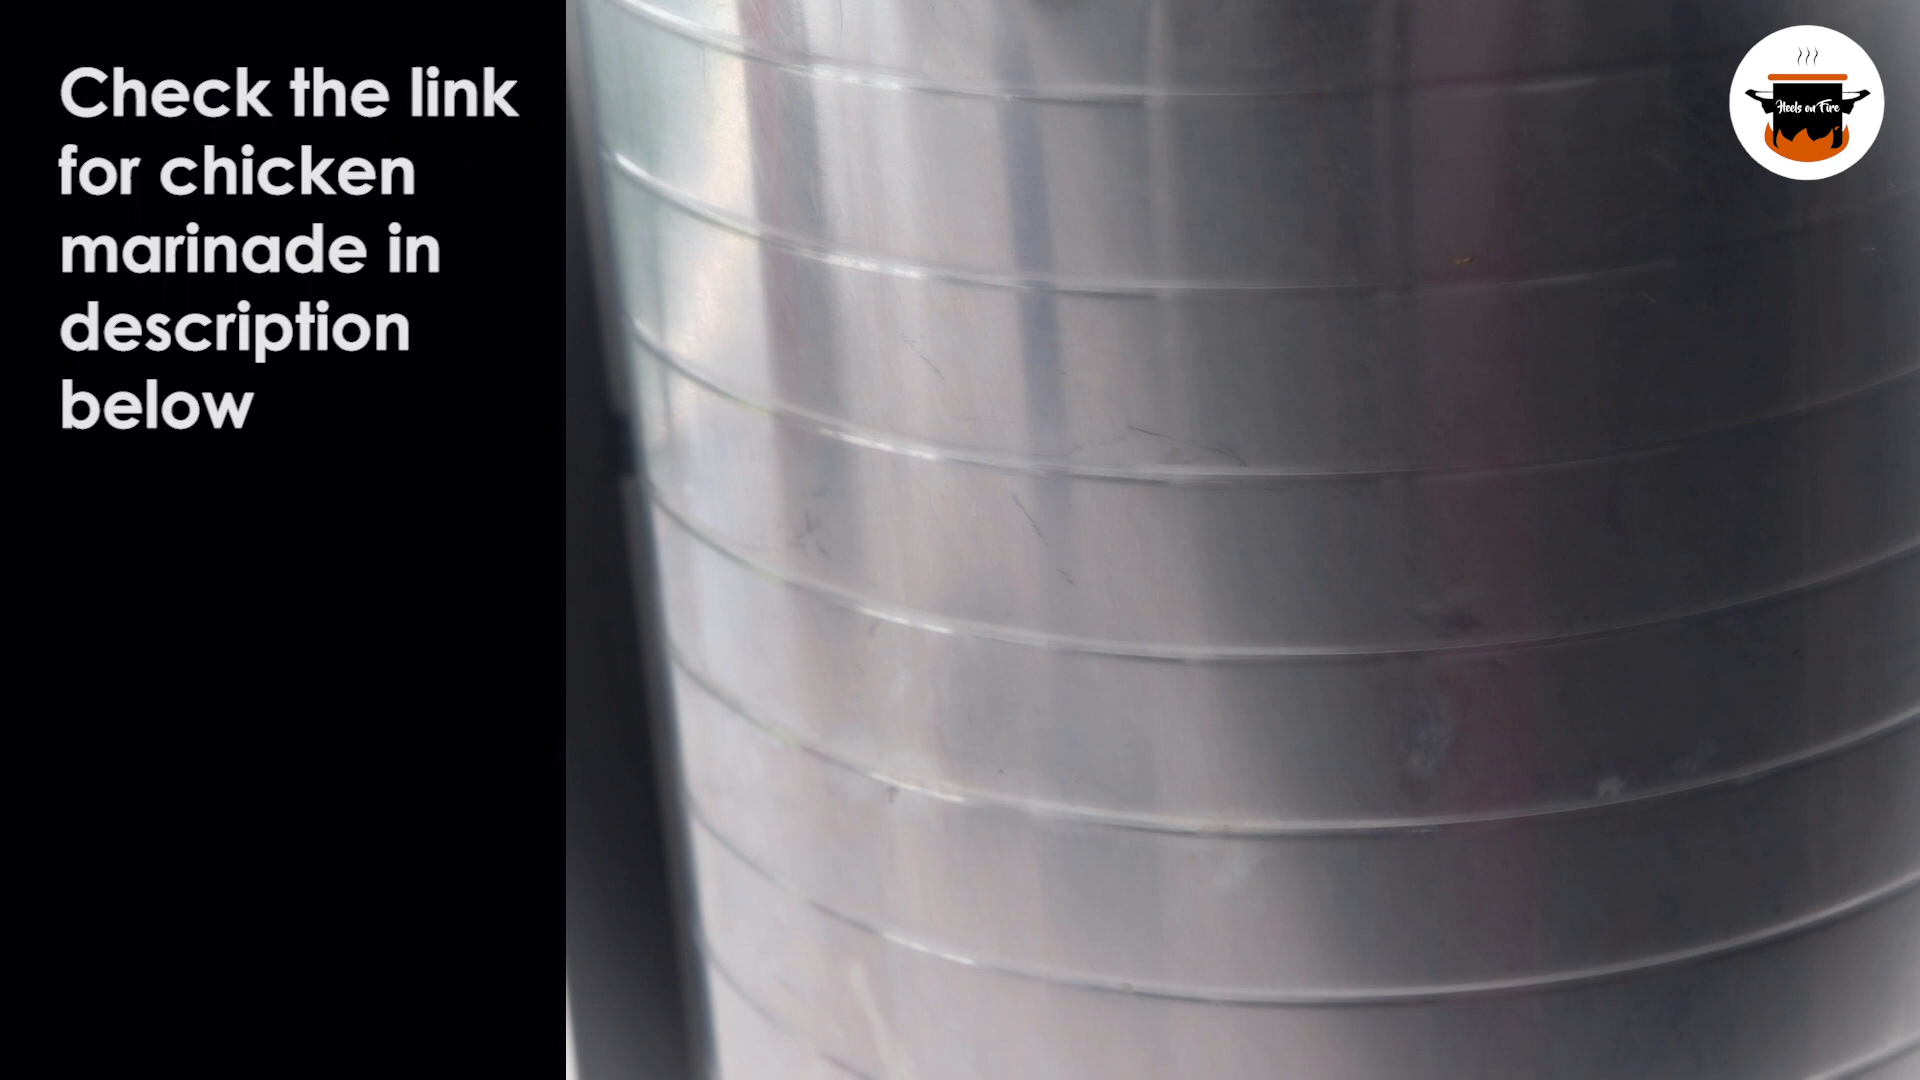 Check the link
for chicken
marinade in
description
below
Heels on Fire